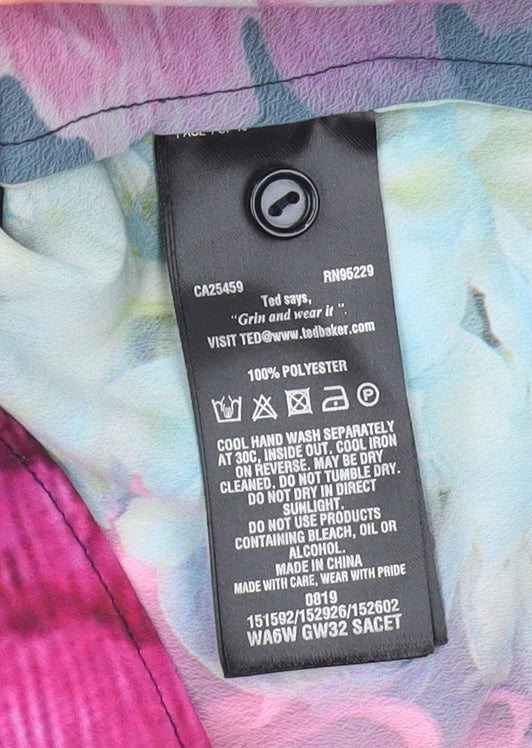 CA25459 RN95229
Ted says,
"Grin and wear it".
VISIT TED@www.tedbaker.com
100% POLYESTER
P
COOL HAND WASH SEPARATELY
AT 30C, INSIDE OUT. COOL IRON
ON REVERSE. MAY BE DRY
CLEANED. DO NOT TUMBLE DRY.
DO NOT DRY IN DIRECT
SUNLIGHT.
DO NOT USE PRODUCTS
CONTAINING BLEACH, OIL OR
ALCOHOL.
MADE IN CHINA
MADE WITH CARE, WEAR WITH PRIDE
0819
151592/152926/152602
WA6W GW32 SACET